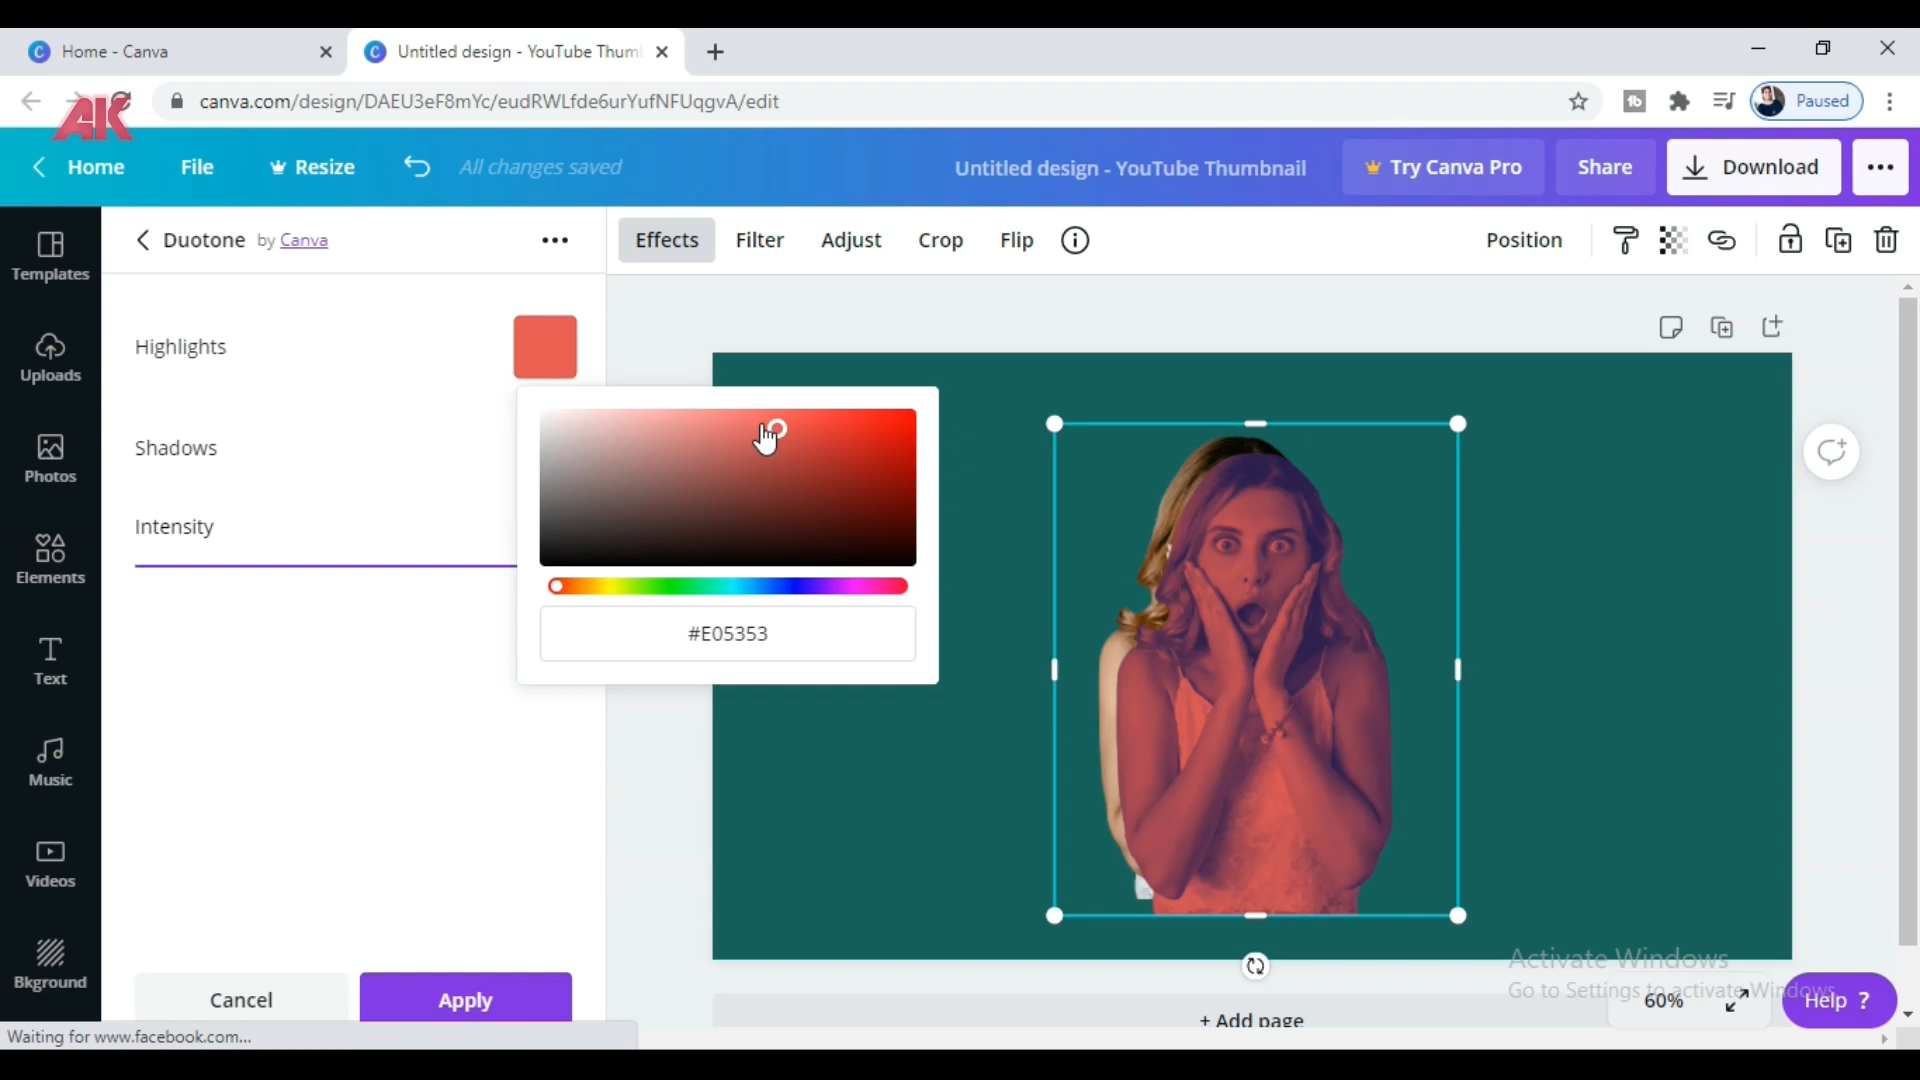 Home - Canva
Untitled design - YouTube Thum
canva.com/design/DAEU3eF8mYc/eudRWLfde6urYufNFUqgvA/edit
Paused
AK
Home
File
Resize
All changes saved
Untitled design - YouTube Thumbnail
Try Canva Pro
Share
Download
Duotone by Canva
Effects
Filter
Adjust
Crop
Flip
Position
Templates
Uploads
Photos
Elements
Text
Music
Videos
Bkground
Highlights
Shadows
Intensity
#E05353
Cancel
Apply
+ Add page
Activate Windows
Go to Settings to activate Windows.
60%
Help ?
Waiting for www.facebook.com...